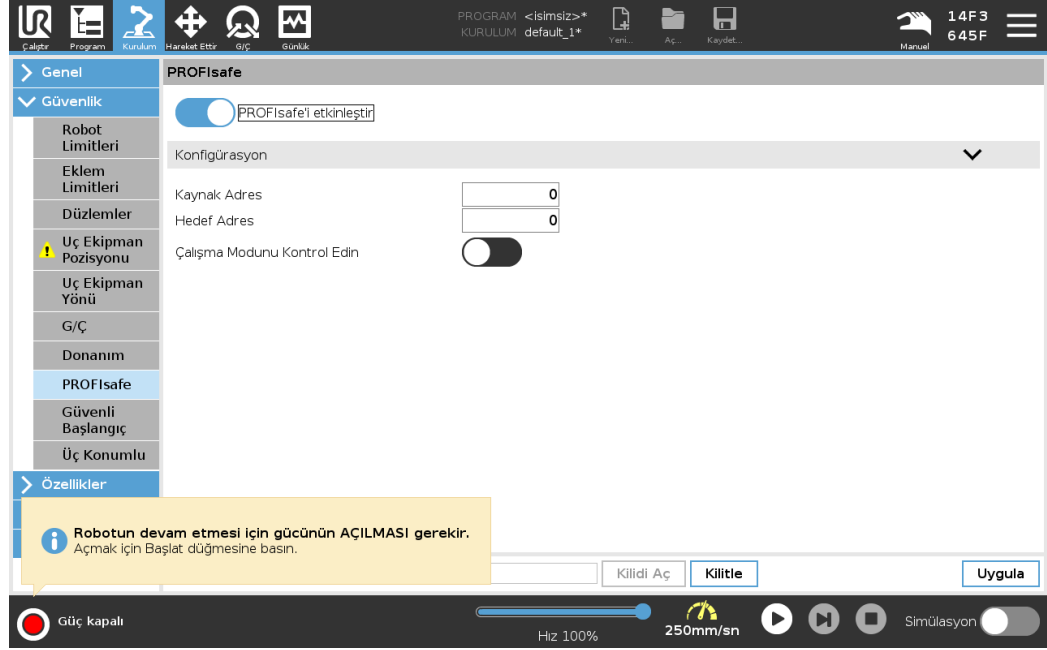 PROGRAM <isimsiz>*
KURULUM default_1*
Çalıştır Program Kurulum Hareket Ettir G/Ç Günlük
Yeni... Aç... Kaydet...
Manuel
14F3
645F
Genel
Güvenlik
Robot
Limitleri
Eklem
Limitleri
Düzlemler
Uç Ekipman
Pozisyonu
Uç Ekipman
Yönü
G/Ç
Donanım
PROFIsafe
Güvenli
Başlangıç
Üç Konumlu
Özellikler
PROFIsafe
PROFIsafe'i etkinleştir
Konfigürasyon
Kaynak Adres 0
Hedef Adres 0
Çalışma Modunu Kontrol Edin
Robotun devam etmesi için gücünün AÇILMASI gerekir.
Açmak için Başlat düğmesine basın.
Kilidi Aç Kilitle Uygula
Güç kapalı
Hız 100%
250mm/sn
Simülasyon